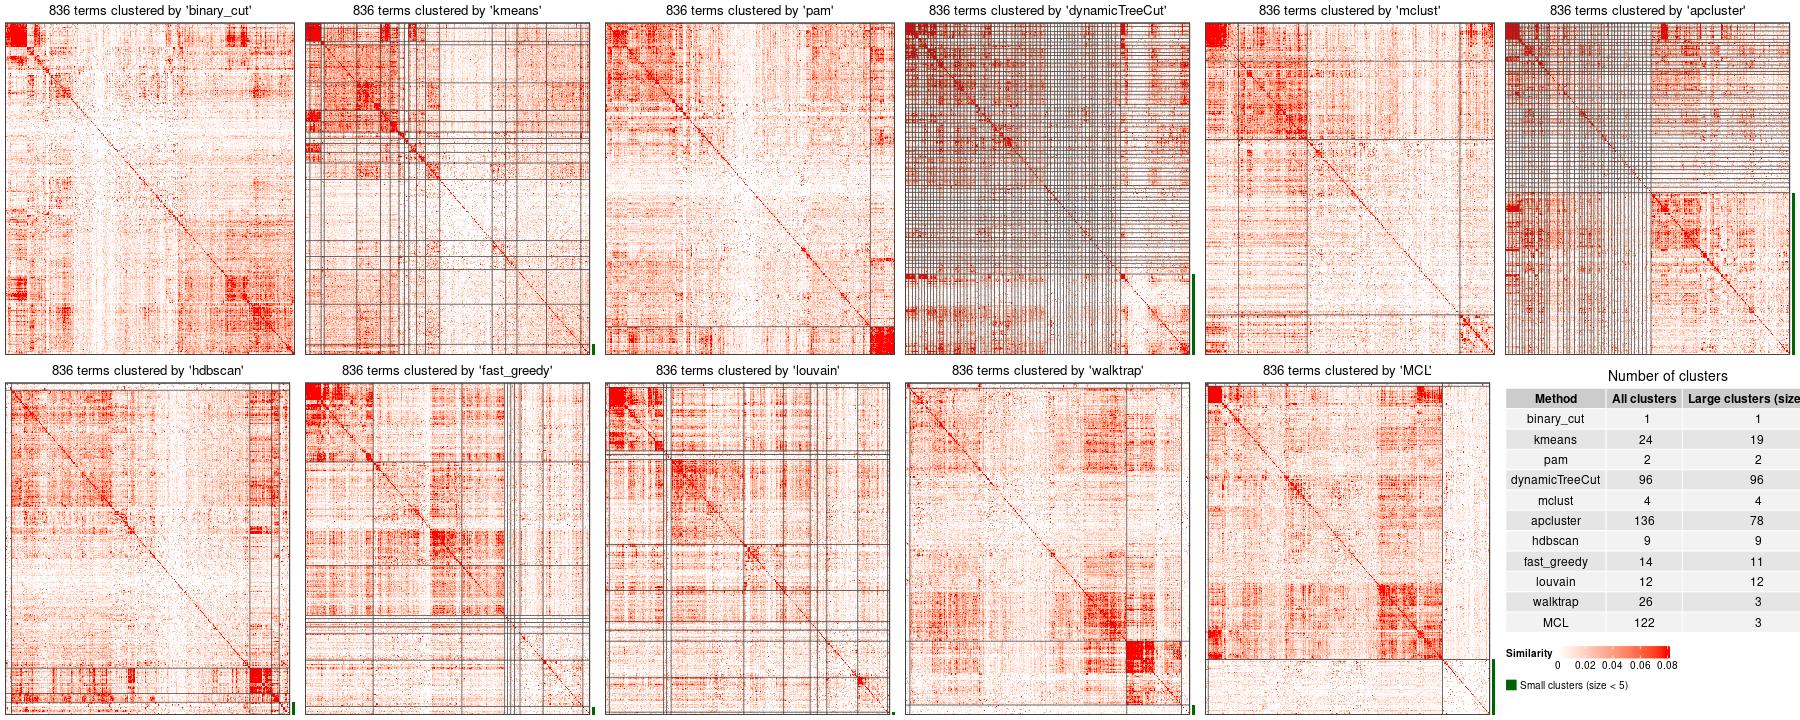 836 terms clustered by 'binary_cut'
836 terms clustered by 'kmeans'
836 terms clustered by 'pam'
836 terms clustered by 'dynamicTreeCut'
836 terms clustered by 'mclust'
836 terms clustered by 'apcluster'
836 terms clustered by 'hdbscan'
836 terms clustered by 'fast_greedy'
836 terms clustered by 'louvain'
836 terms clustered by 'walktrap'
836 terms clustered by 'MCL'
Number of clusters
Method All clusters Large clusters (size
binary_cut 1 1
kmeans 24 19
pam 2 2
dynamicTreeCut 96 96
mclust 4 4
apcluster 136 78
hdbscan 9 9
fast_greedy 14 11
louvain 12 12
walktrap 26 3
MCL 122 3
Similarity
0 0.02 0.04 0.06 0.08
Small clusters (size < 5)